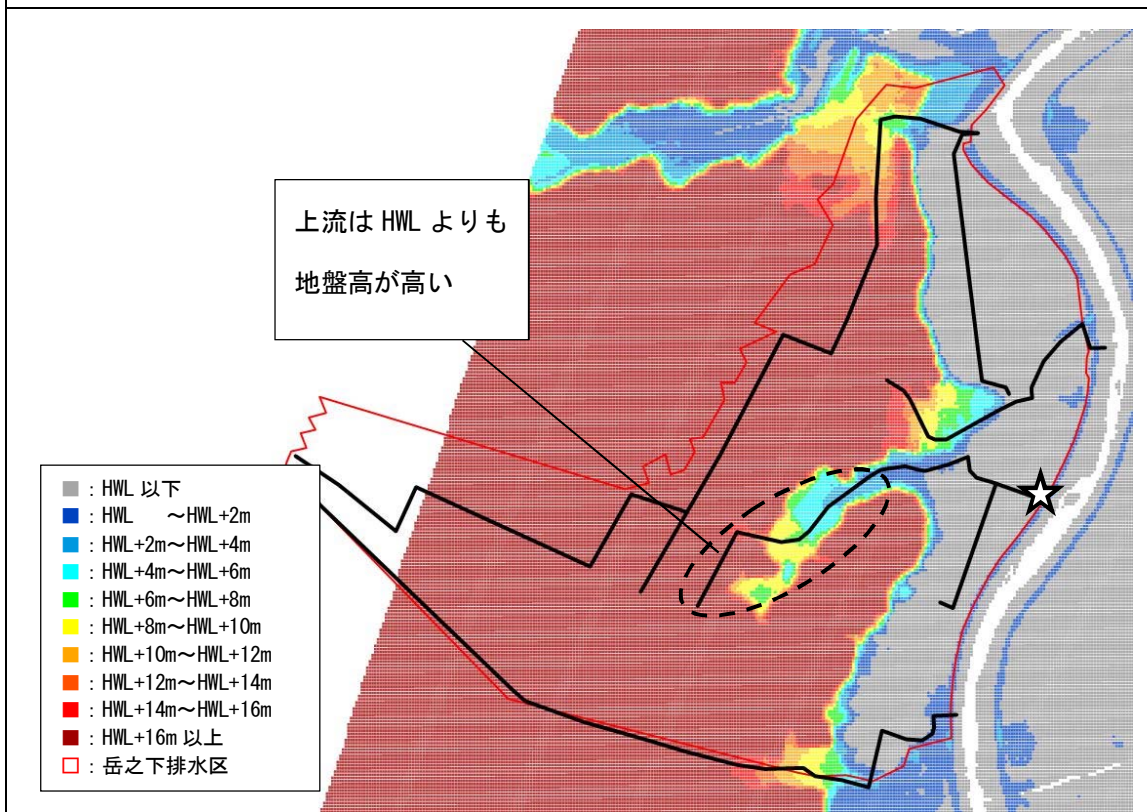 上流は HWL よりも
地盤高が高い
：HWL 以下
：HWL　　～HWL+2m
：HWL+2m～HWL+4m
：HWL+4m～HWL+6m
：HWL+6m～HWL+8m
：HWL+8m～HWL+10m
：HWL+10m～HWL+12m
：HWL+12m～HWL+14m
：HWL+14m～HWL+16m
：HWL+16m 以上
：岳之下排水区